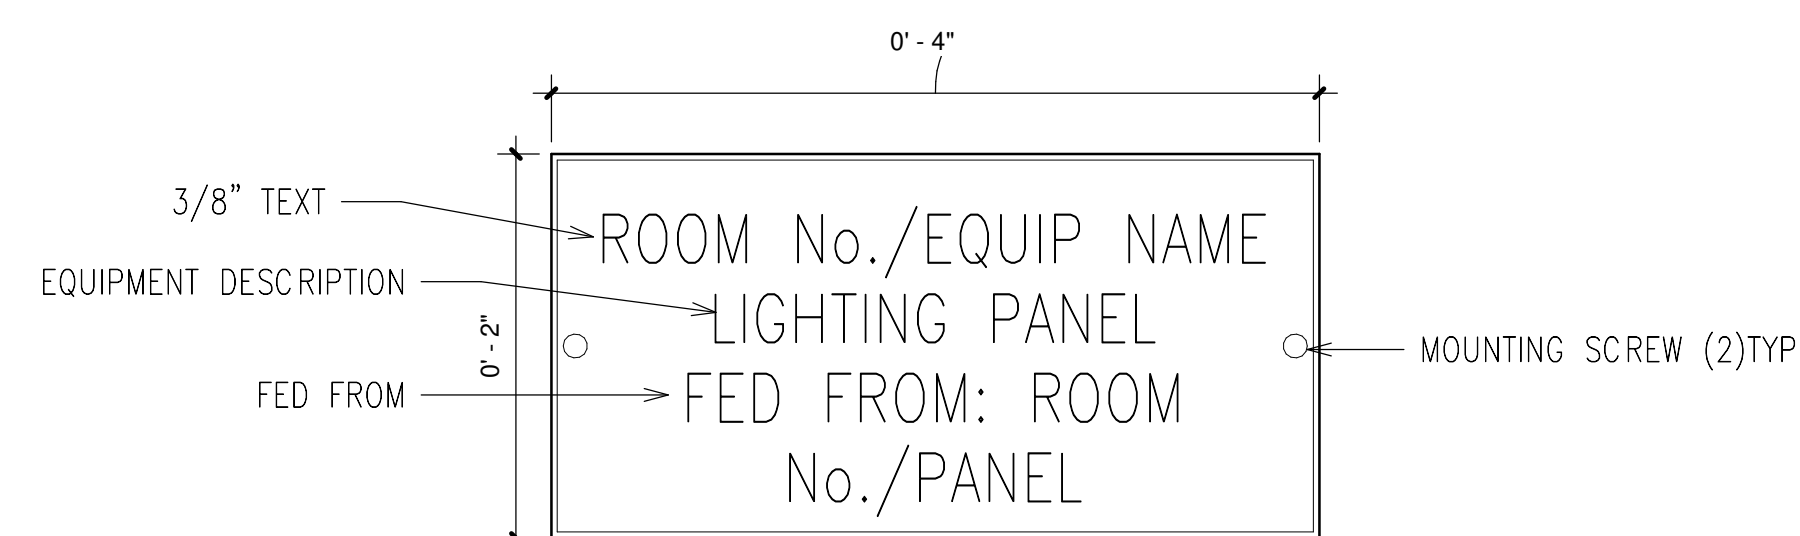 0' - 4"
3/8" TEXT
ROOM No./EQUIP NAME
EQUIPMENT DESCRIPTION
LIGHTING PANEL
0' - 2"
MOUNTING SCREW (2)TYP
FED FROM
FED FROM: ROOM
No./PANEL